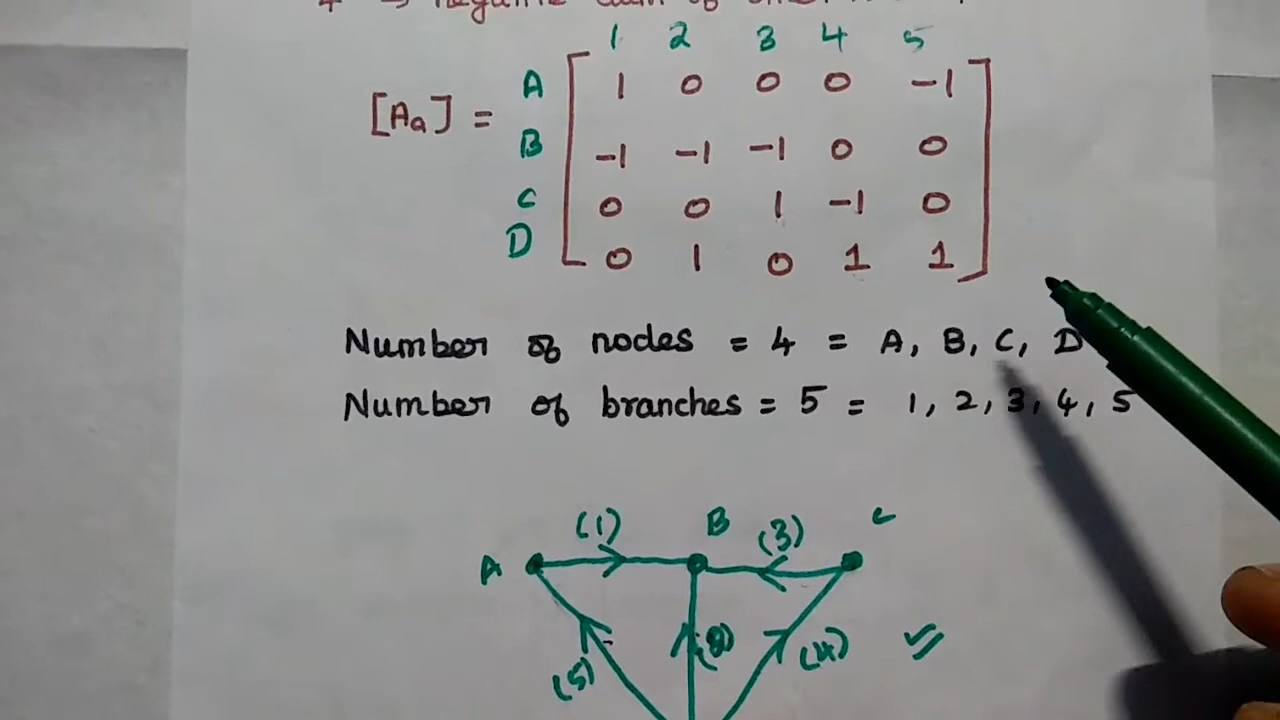 1 2 3 4 5
A 1 0 0 0 -1
[Aa] = B -1 -1 -1 0 0
C 0 0 1 -1 0
D 0 1 0 1 1
Number of nodes = 4 = A, B, C, D
Number of branches = 5 = 1, 2, 3, 4, 5
(1) B (3) C
A
(5) (2) (4)